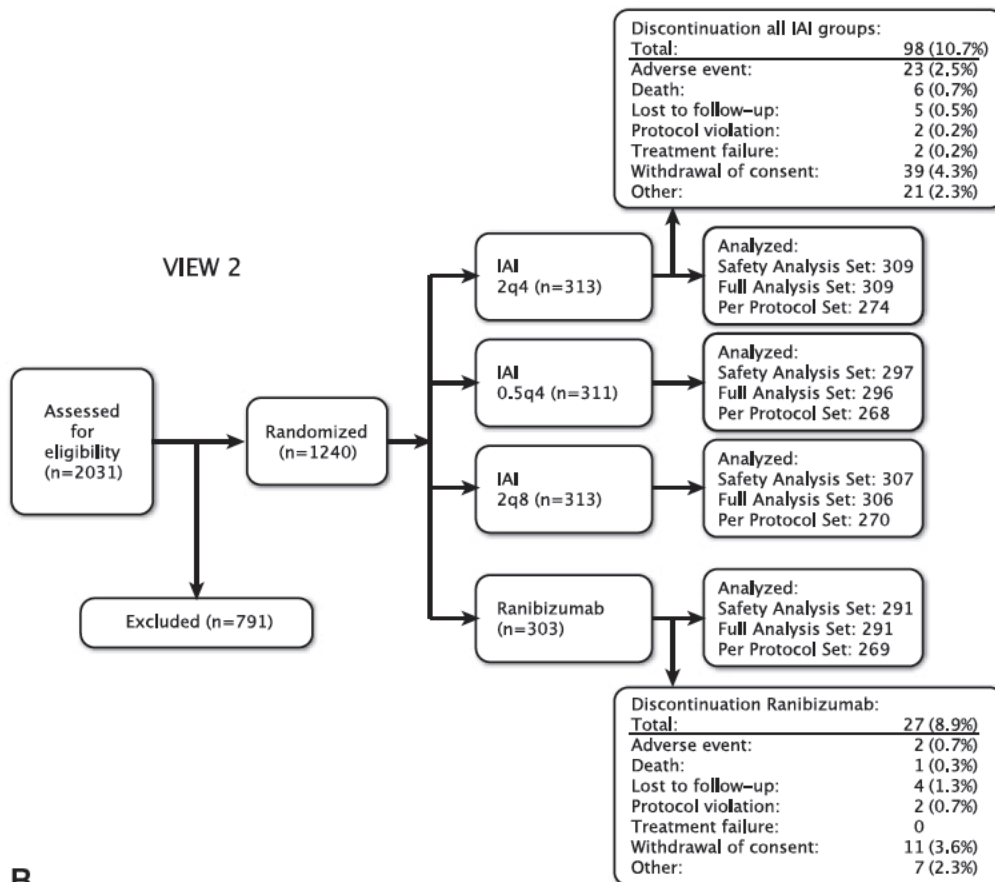 Discontinuation all IAI groups:
Total: 98 (10.7%)
Adverse event: 23 (2.5%)
Death: 6 (0.7%)
Lost to follow-up: 5 (0.5%)
Protocol violation: 2 (0.2%)
Treatment failure: 2 (0.2%)
Withdrawal of consent: 39 (4.3%)
Other: 21 (2.3%)
VIEW 2
Assessed
for
eligibility
(n=2031)
Excluded (n=791)
Randomized
(n=1240)
IAI
2q4 (n=313)
Analyzed:
Safety Analysis Set: 309
Full Analysis Set: 309
Per Protocol Set: 274
IAI
0.5q4 (n=311)
Analyzed:
Safety Analysis Set: 297
Full Analysis Set: 296
Per Protocol Set: 268
IAI
2q8 (n=313)
Analyzed:
Safety Analysis Set: 307
Full Analysis Set: 306
Per Protocol Set: 270
Ranibizumab
(n=303)
Analyzed:
Safety Analysis Set: 291
Full Analysis Set: 291
Per Protocol Set: 269
Discontinuation Ranibizumab:
Total: 27 (8.9%)
Adverse event: 2 (0.7%)
Death: 1 (0.3%)
Lost to follow-up: 4 (1.3%)
Protocol violation: 2 (0.7%)
Treatment failure: 0
Withdrawal of consent: 11 (3.6%)
Other: 7 (2.3%)
B